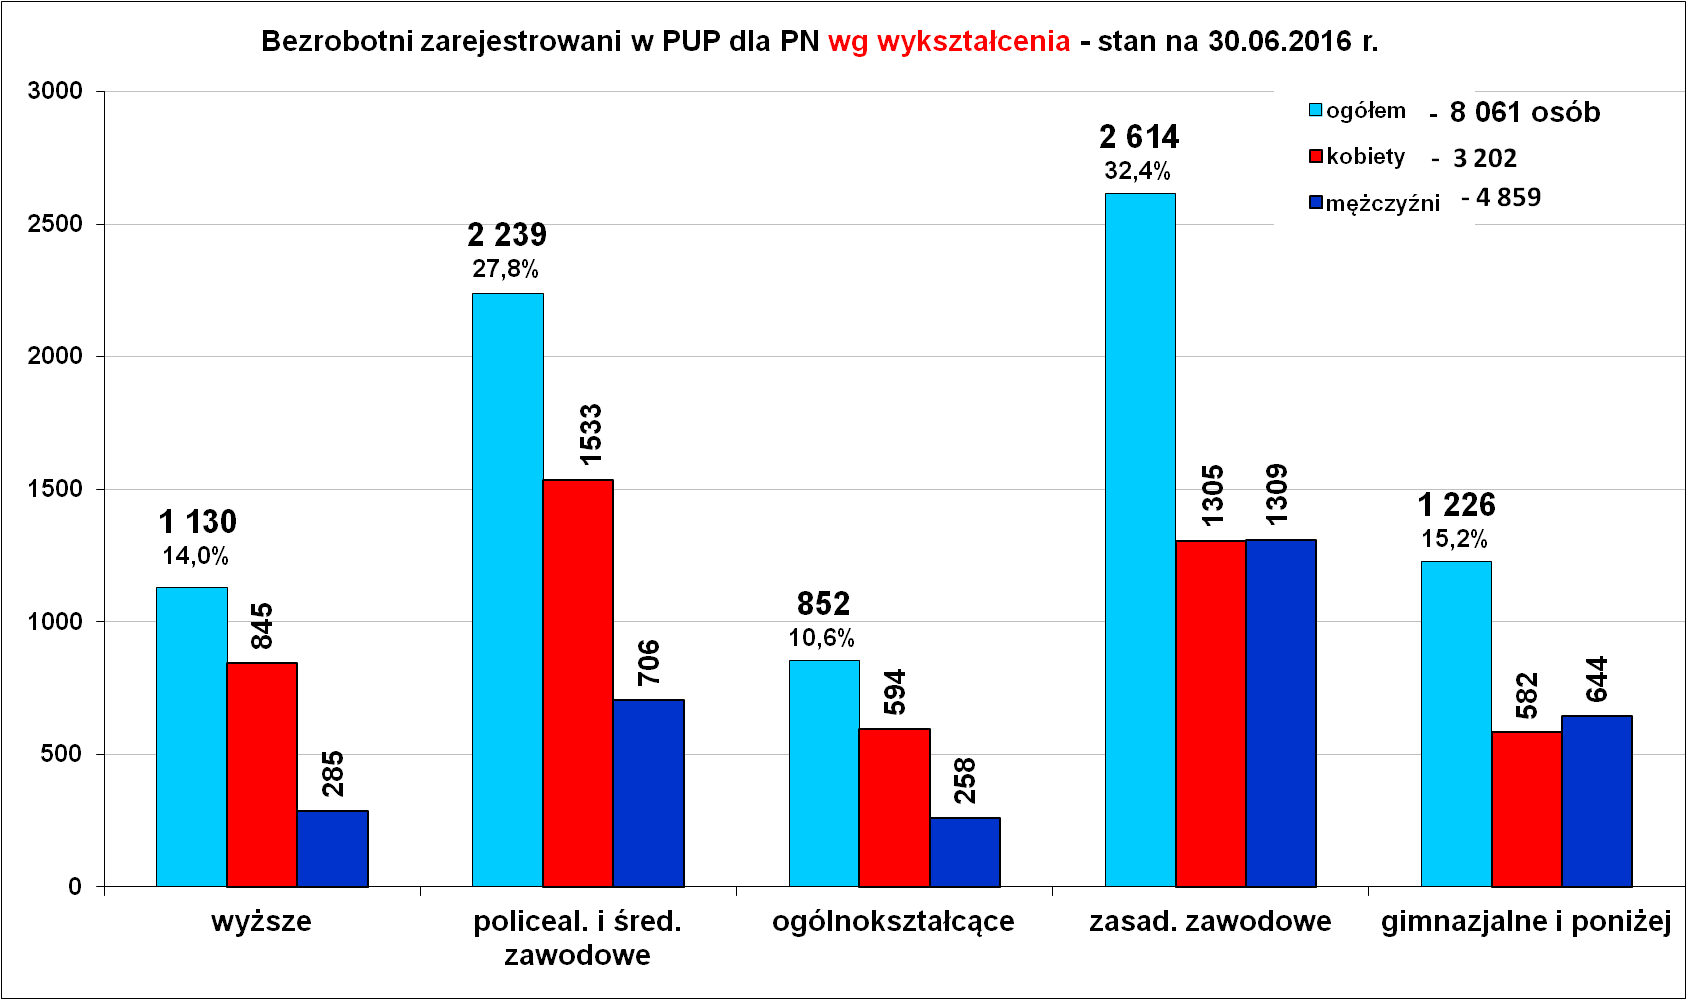 Bezrobotni zarejestrowani w PUP dla PN wg wykształcenia - stan na 30.06.2016 r.
ogółem - 8 061 osób
kobiety - 3 202
mężczyźni - 4 859
3000
2500
2000
1500
1000
500
0
1 130
14,0%
845
285
2 239
27,8%
1533
706
852
10,6%
594
258
2 614
32,4%
1305
1309
1 226
15,2%
582
644
wyższe
policeal. i śred.
zawodowe
ogólnokształcące
zasad. zawodowe
gimnazjalne i poniżej